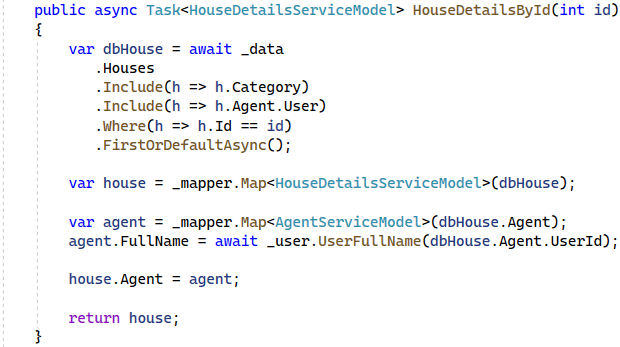 public async Task<HouseDetailsServiceModel> HouseDetailsById(int id)
{
    var dbHouse = await _data
        .Houses
        .Include(h => h.Category)
        .Include(h => h.Agent.User)
        .Where(h => h.Id == id)
        .FirstOrDefaultAsync();

    var house = _mapper.Map<HouseDetailsServiceModel>(dbHouse);

    var agent = _mapper.Map<AgentServiceModel>(dbHouse.Agent);
    agent.FullName = await _user.UserFullName(dbHouse.Agent.UserId);

    house.Agent = agent;

    return house;
}